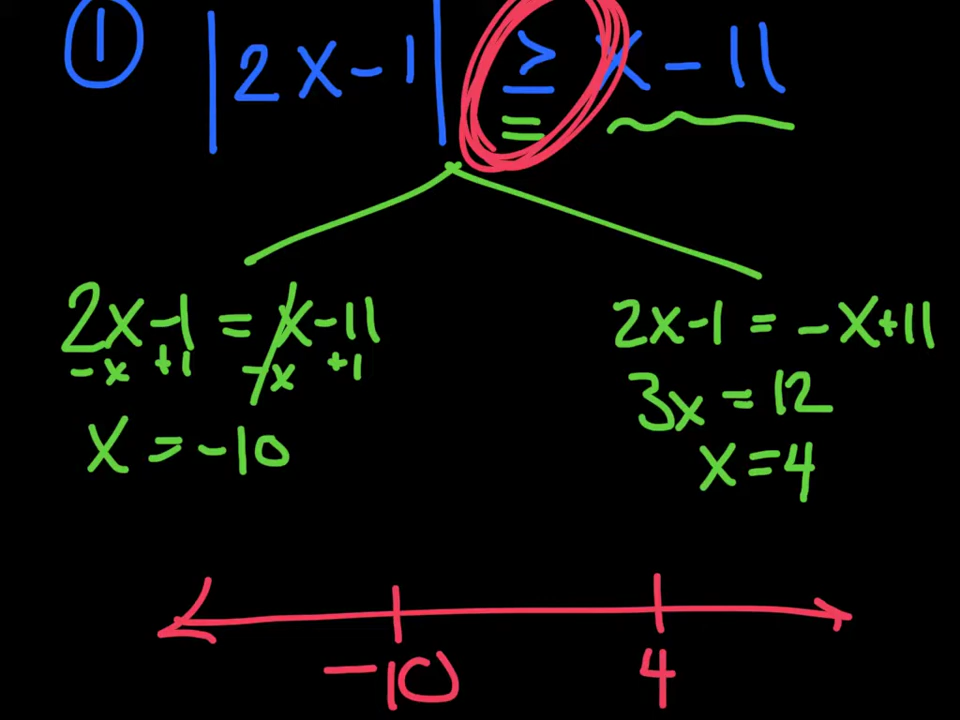 ① |2x-1| ≥ x-11
=
2x-1 = x-11
-x +1 -x +1
x = -10
2x-1 = -x+11
3x = 12
x = 4
-10 4